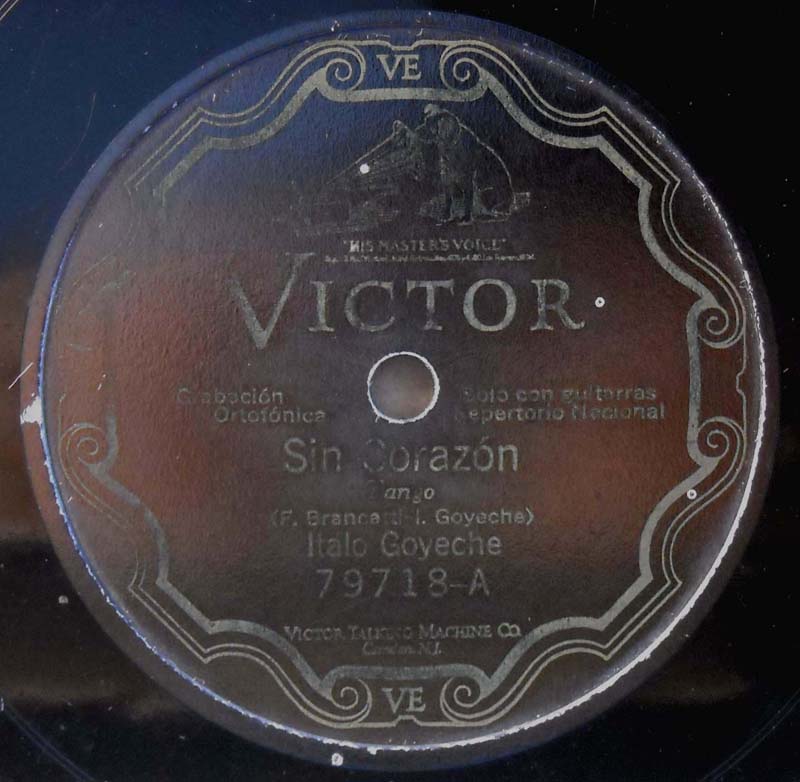 VE
"HIS MASTER'S VOICE"
VICTOR
Grabación
Ortofónica
Solo con guitarras
Repertorio Nacional
Sin Corazón
Tango
(F. Brancatti-I. Goyeche)
Italo Goyeche
79718-A
VICTOR TALKING MACHINE CO.
Camden, N.J.
VE